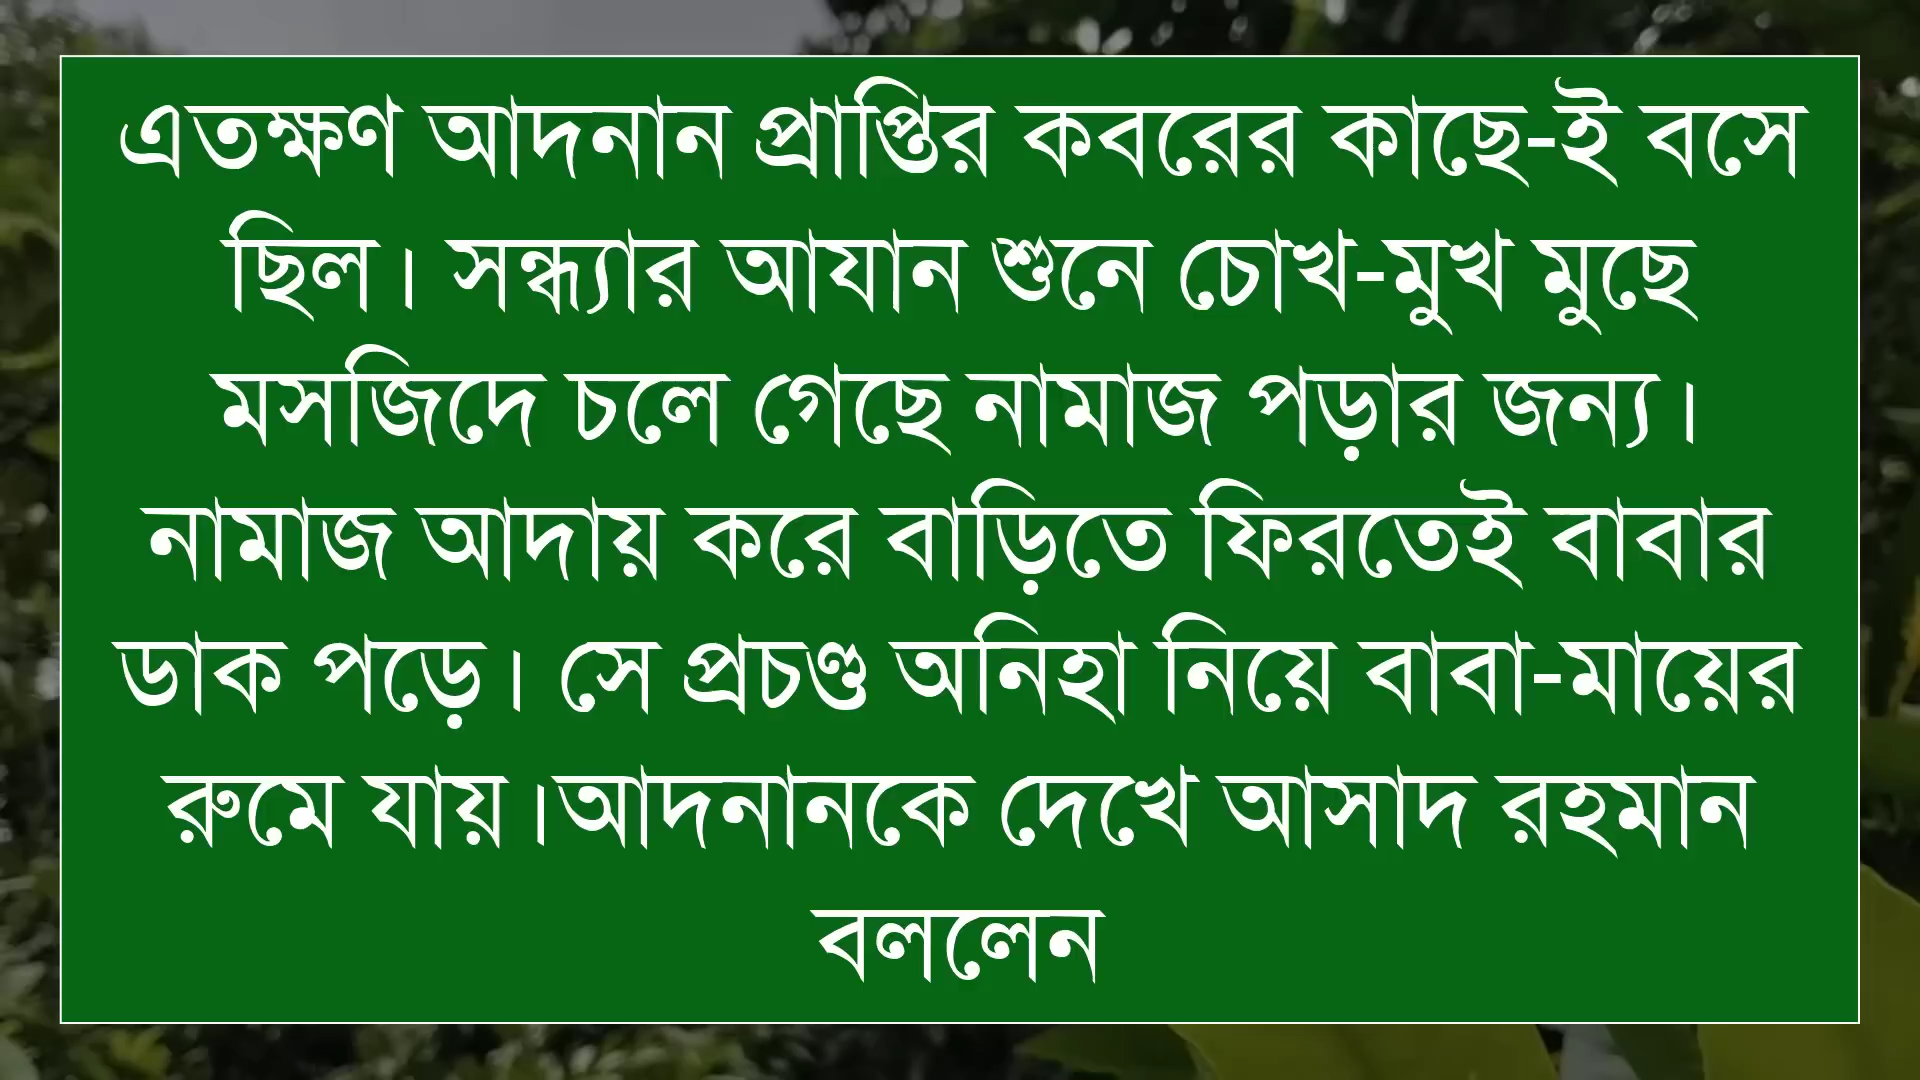 এতক্ষণ আদনান প্রাপ্তির কবরের কাছে-ই বসে
ছিল। সন্ধ্যার আযান শুনে চোখ-মুখ মুছে
মসজিদে চলে গেছে নামাজ পড়ার জন্য।
নামাজ আদায় করে বাড়িতে ফিরতেই বাবার
ডাক পড়ে। সে প্রচণ্ড অনিহা নিয়ে বাবা-মায়ের
রুমে যায়।আদনানকে দেখে আসাদ রহমান
বললেন